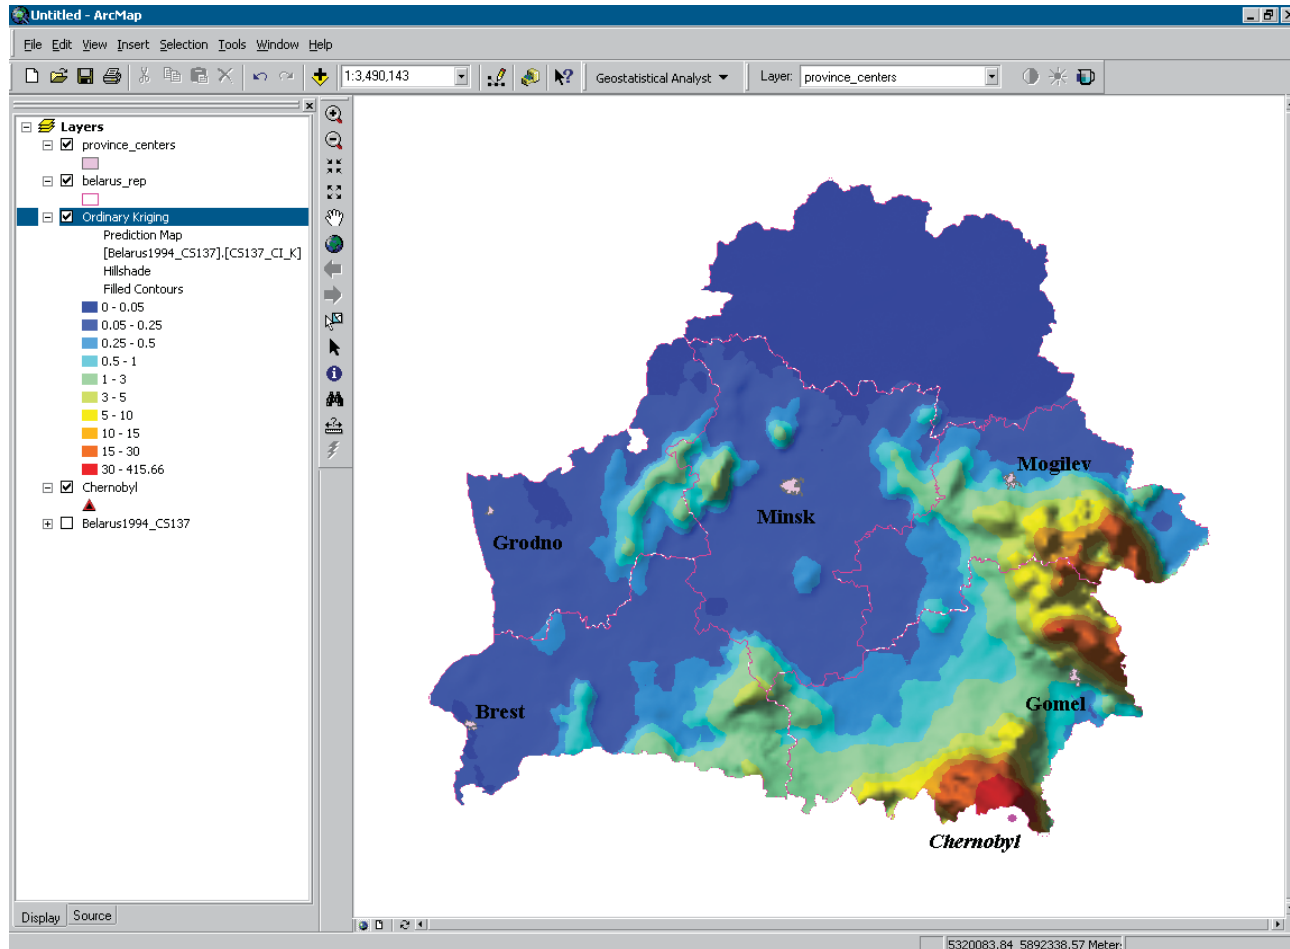 Untitled - ArcMap
File Edit View Insert Selection Tools Window Help
1:3,490,143 Geostatistical Analyst Layer: province_centers
Layers
province_centers
belarus_rep
Ordinary Kriging
Prediction Map
[Belarus1994_CS137].[CS137_CI_K]
Hillshade
Filled Contours
0 - 0.05
0.05 - 0.25
0.25 - 0.5
0.5 - 1
1 - 3
3 - 5
5 - 10
10 - 15
15 - 30
30 - 415.66
Chernobyl
Belarus1994_CS137
Display Source
Mogilev
Minsk
Grodno
Brest
Gomel
Chernobyl
5320083.84 5892338.57 Meter